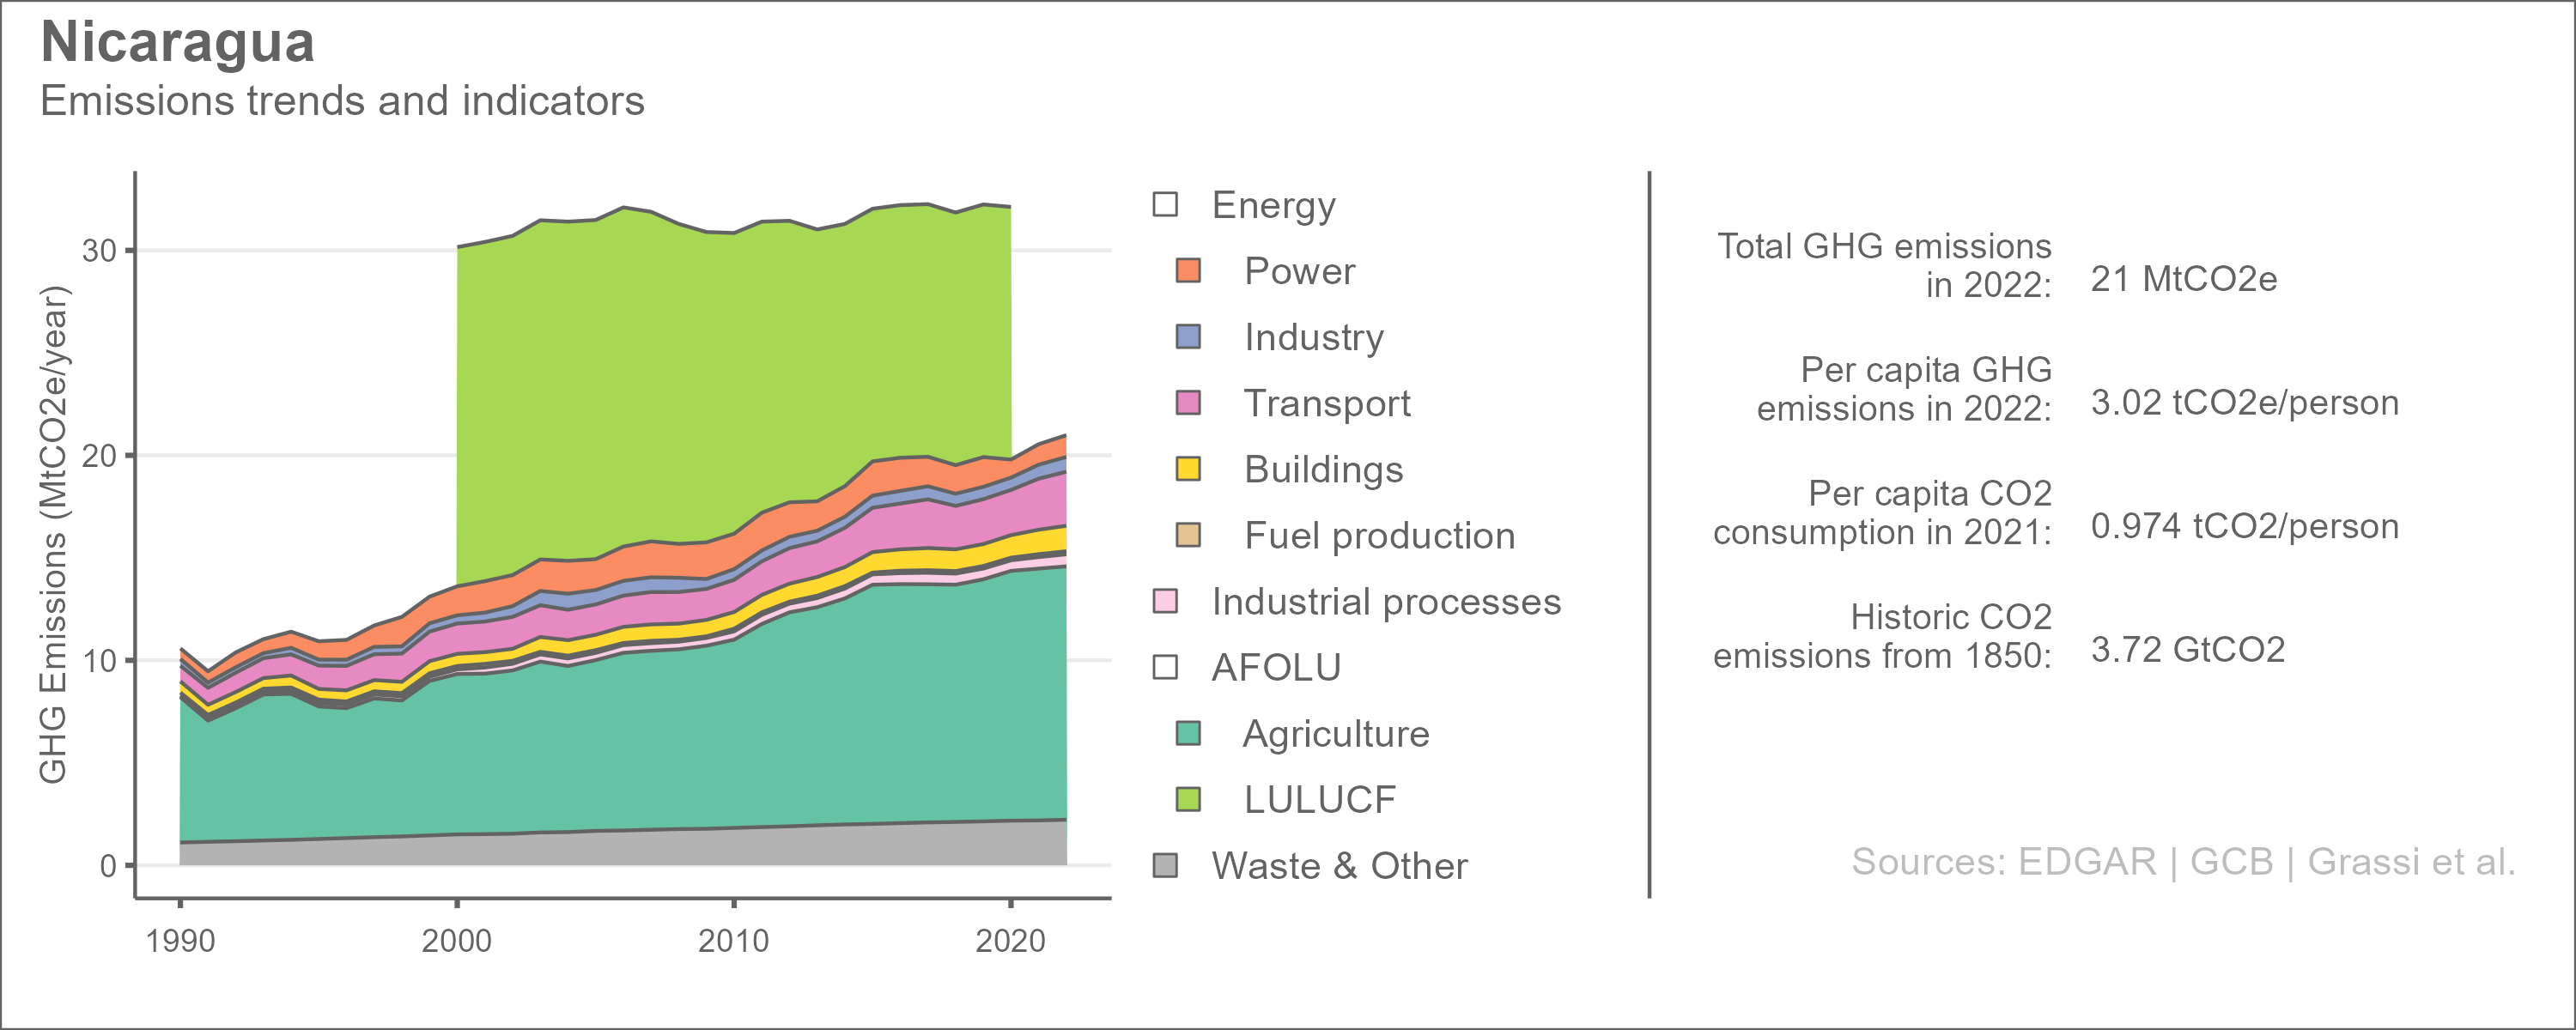 Nicaragua
Emissions trends and indicators
GHG Emissions (MtCO2e/year)
30
20
10
0
1990
2000
2010
2020
Energy
Power
Industry
Transport
Buildings
Fuel production
Industrial processes
AFOLU
Agriculture
LULUCF
Waste & Other
Total GHG emissions
in 2022:
21 MtCO2e
Per capita GHG
emissions in 2022:
3.02 tCO2e/person
Per capita CO2
consumption in 2021:
0.974 tCO2/person
Historic CO2
emissions from 1850:
3.72 GtCO2
Sources: EDGAR | GCB | Grassi et al.